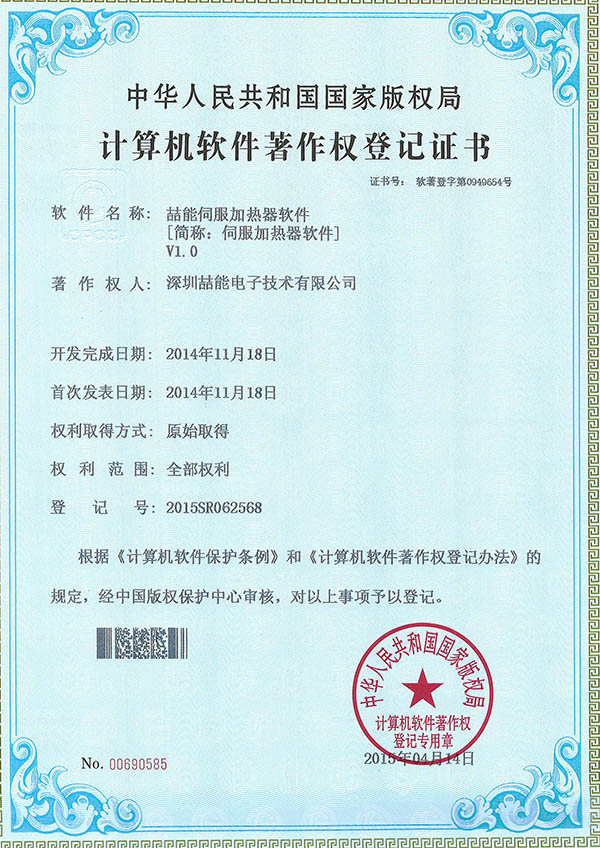 中华人民共和国国家版权局
计算机软件著作权登记证书
证书号： 软著登字第0949654号
软件名称： 喆能伺服加热器软件
[简称：伺服加热器软件]
V1.0
著作权人： 深圳喆能电子技术有限公司
开发完成日期： 2014年11月18日
首次发表日期： 2014年11月18日
权利取得方式： 原始取得
权利范围： 全部权利
登记号： 2015SR062568
根据《计算机软件保护条例》和《计算机软件著作权登记办法》的
规定，经中国版权保护中心审核，对以上事项予以登记。
中华人民共和国国家版权局
计算机软件著作权
登记专用章
No. 00690585
2015年04月14日